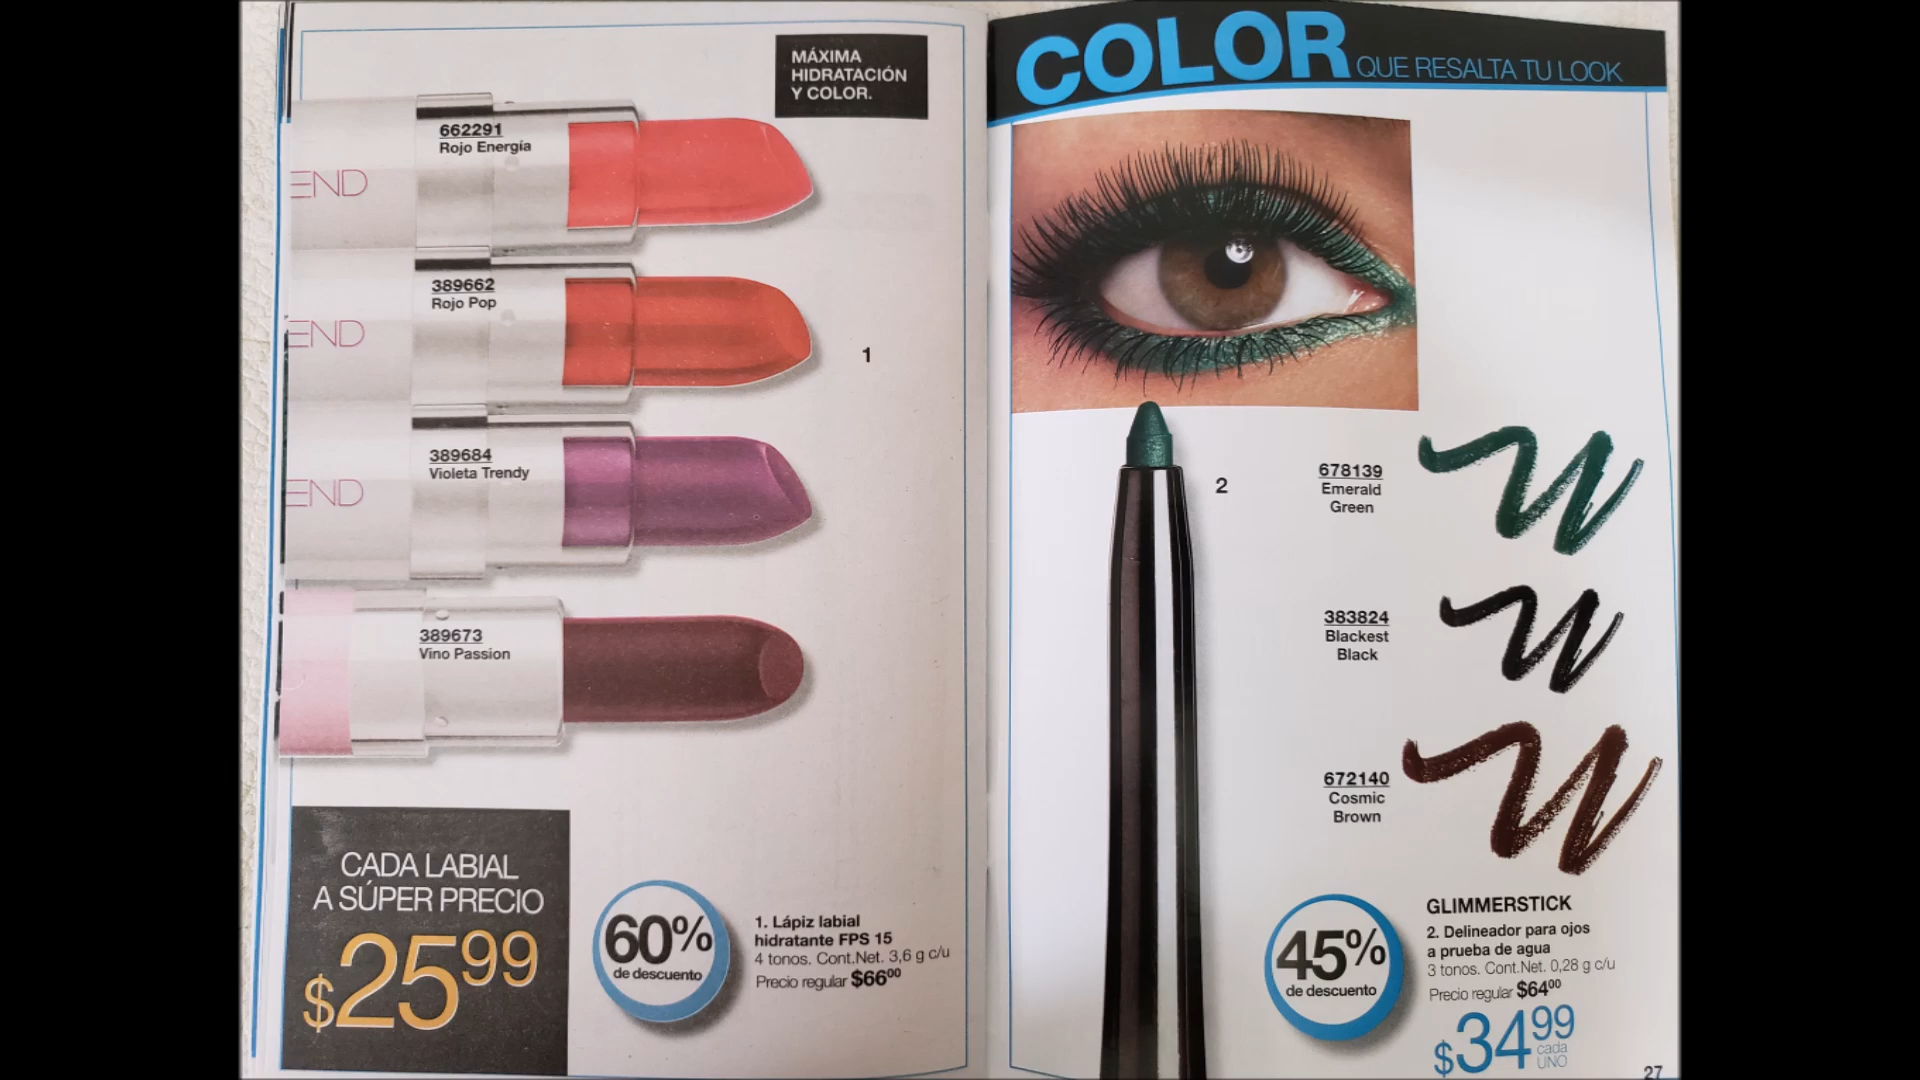 MÁXIMA
HIDRATACIÓN
Y COLOR.
662291
Rojo Energía
END
389662
Rojo Pop
END
1
389684
Violeta Trendy
END
389673
Vino Passion
CADA LABIAL
A SÚPER PRECIO
$25.99
60%
de descuento
1. Lápiz labial
hidratante FPS 15
4 tonos. Cont.Net. 3,6 g c/u
Precio regular $66.00
COLOR QUE RESALTA TU LOOK
2
678139
Emerald
Green
383824
Blackest
Black
672140
Cosmic
Brown
45%
de descuento
GLIMMERSTICK
2. Delineador para ojos
a prueba de agua
3 tonos. Cont.Net. 0,28 g c/u
Precio regular $64.00
$34.99
cada
UNO
27